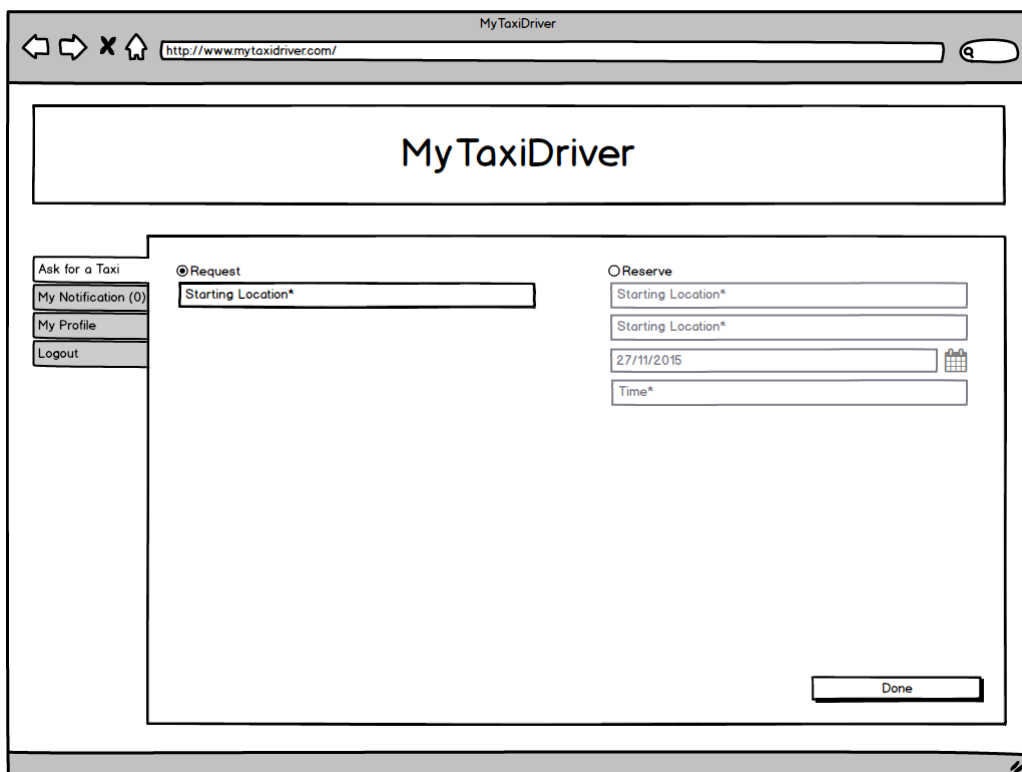 MyTaxiDriver
http://www.mytaxidriver.com/
MyTaxiDriver
Ask for a Taxi
My Notification (0)
My Profile
Logout
Request
Starting Location*
Reserve
Starting Location*
Starting Location*
27/11/2015
Time*
Done